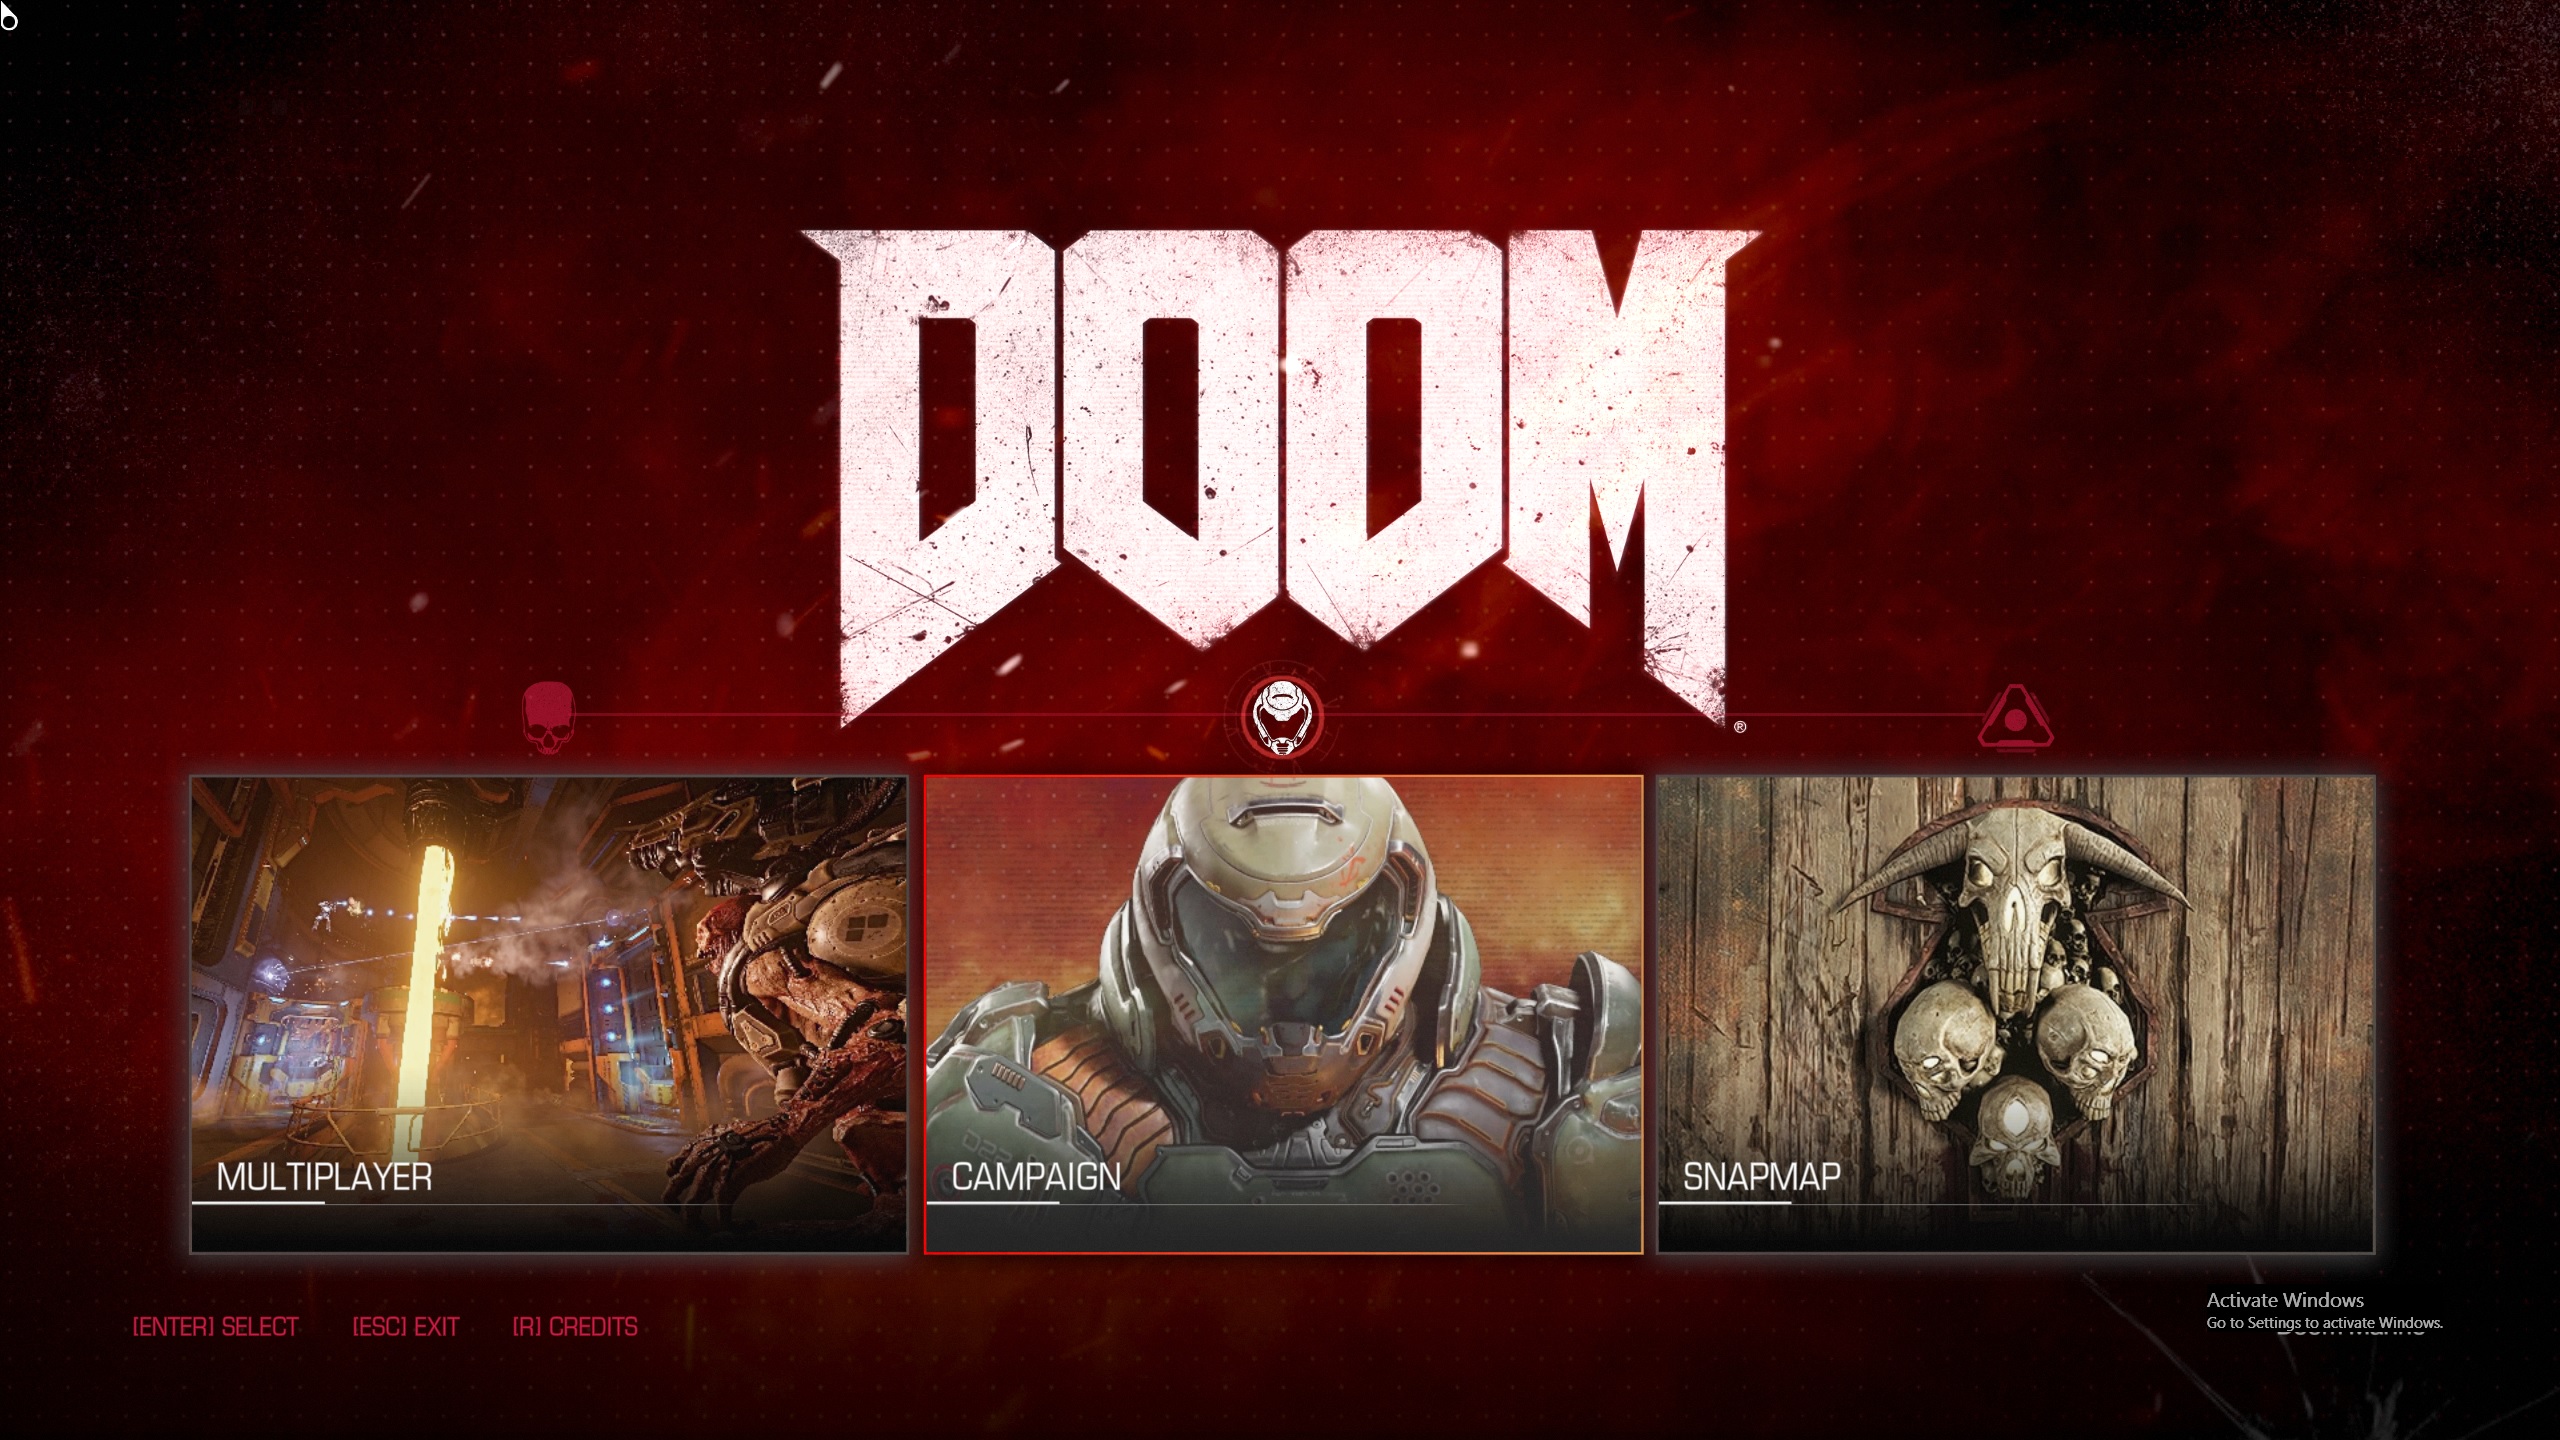 DOOM
®
MULTIPLAYER
CAMPAIGN
SNAPMAP
[ENTER] SELECT [ESC] EXIT [R] CREDITS
Activate Windows
Go to Settings to activate Windows.